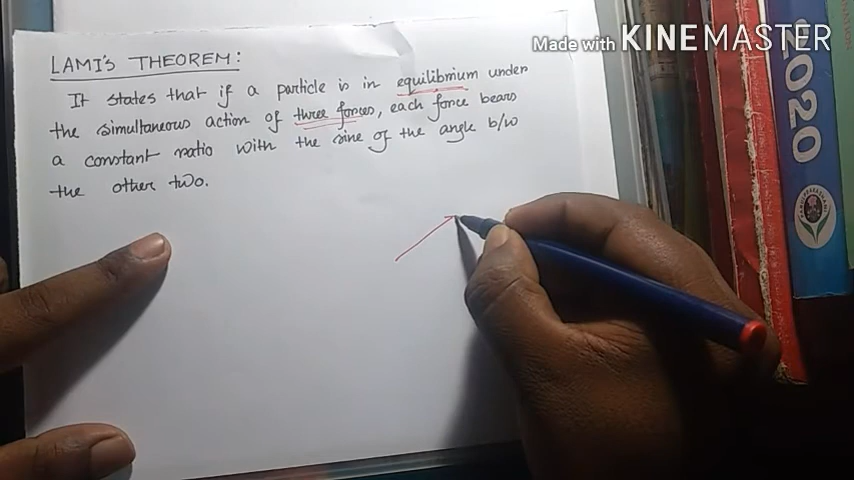 Made with KINEMASTER
LAMI'S THEOREM:
It states that if a particle is in equilibrium under
the simultaneous action of three forces, each force bears
a constant ratio with the sine of the angle b/w
the other two.
2020